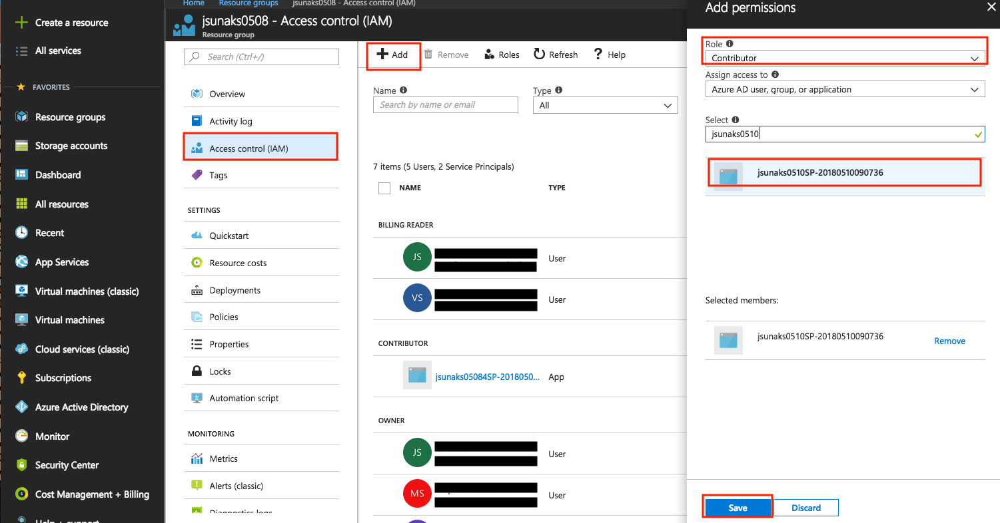 Create a resource
All services
FAVORITES
Resource groups
Storage accounts
Dashboard
All resources
Recent
App Services
Virtual machines (classic)
Virtual machines
Cloud services (classic)
Subscriptions
Azure Active Directory
Monitor
Security Center
Cost Management + Billing
Help + support
Home Resource groups jsunaks0508 - Access control (IAM)
jsunaks0508 - Access control (IAM)
Resource group
Search (Ctrl+/)
Overview
Activity log
Access control (IAM)
Tags
SETTINGS
Quickstart
Resource costs
Deployments
Policies
Properties
Locks
Automation script
MONITORING
Metrics
Alerts (classic)
Diagnostics logs
Add Remove Roles Refresh Help
Name Type
Search by name or email All
7 items (5 Users, 2 Service Principals)
NAME TYPE
BILLING READER
JS User
VS User
CONTRIBUTOR
jsunaks05084SP-2018050... App
OWNER
JS User
MS User
Add permissions
Role
Contributor
Assign access to
Azure AD user, group, or application
Select
jsunaks0510
jsunaks0510SP-20180510090736
Selected members:
jsunaks0510SP-20180510090736
Remove
Save Discard